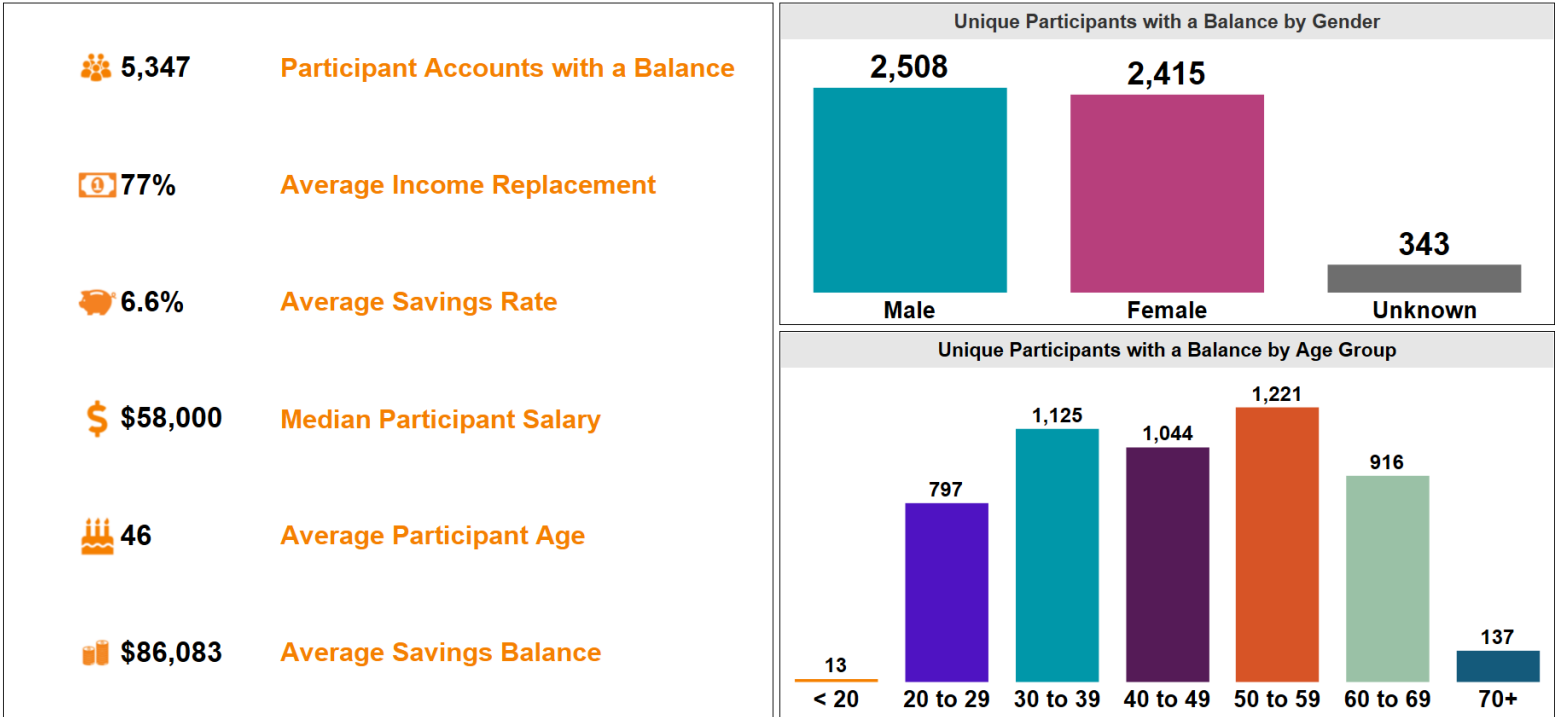 5,347 Participant Accounts with a Balance
77% Average Income Replacement
6.6% Average Savings Rate
$58,000 Median Participant Salary
46 Average Participant Age
$86,083 Average Savings Balance
Unique Participants with a Balance by Gender
2,508 2,415 343
Male Female Unknown
Unique Participants with a Balance by Age Group
13 797 1,125 1,044 1,221 916 137
< 20 20 to 29 30 to 39 40 to 49 50 to 59 60 to 69 70+